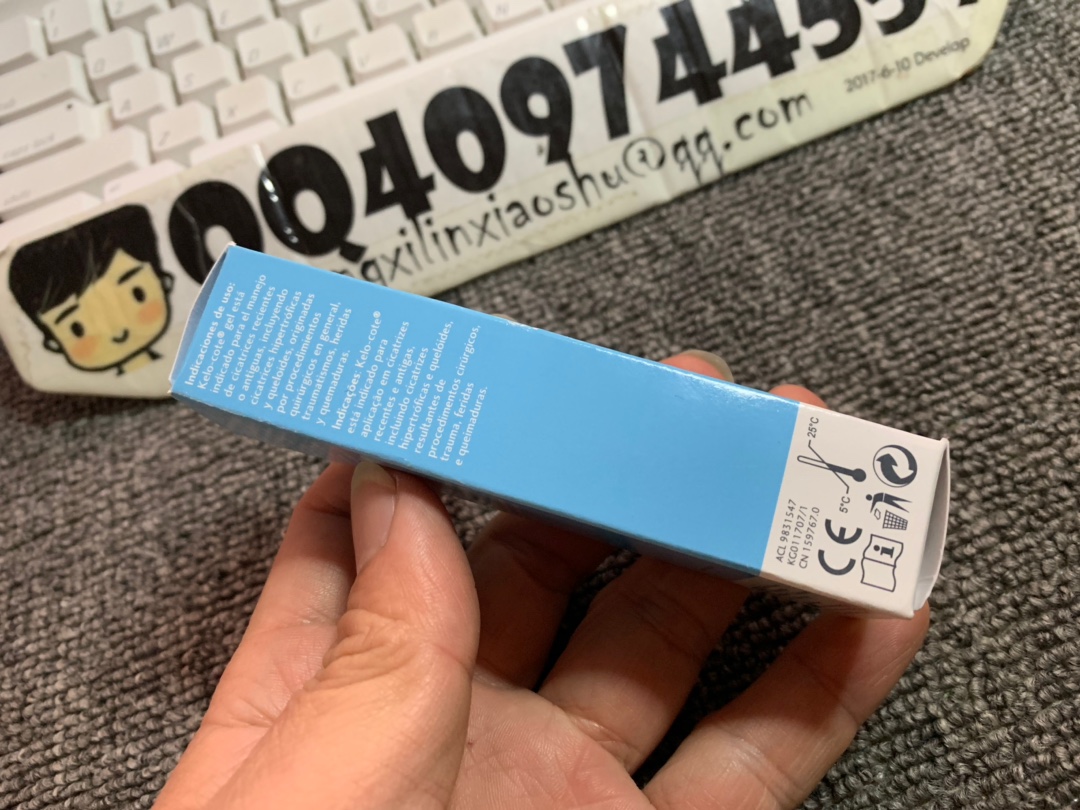 QQ40974455
2017-6-10 Develop
ngxilinxiaoshu@qq.com
Indicaciones de uso:
Kelo-cote® gel está
indicado para el manejo
de cicatrices recientes
o antiguas, incluyendo
cicatrices hipertróficas
y queloides, originadas
por procedimientos
quirúrgicos en general,
traumatismos, heridas
y quemaduras.
Indicações: Kelo-cote®
está indicado para
aplicação em cicatrizes
recentes e antigas,
incluindo cicatrizes
hipertróficas e quelóides,
resultantes de
procedimentos cirúrgicos,
trauma, feridas
e queimaduras.
ACL 9831547
KG011707/1
CN 159767.0
CE
5°C
25°C
i